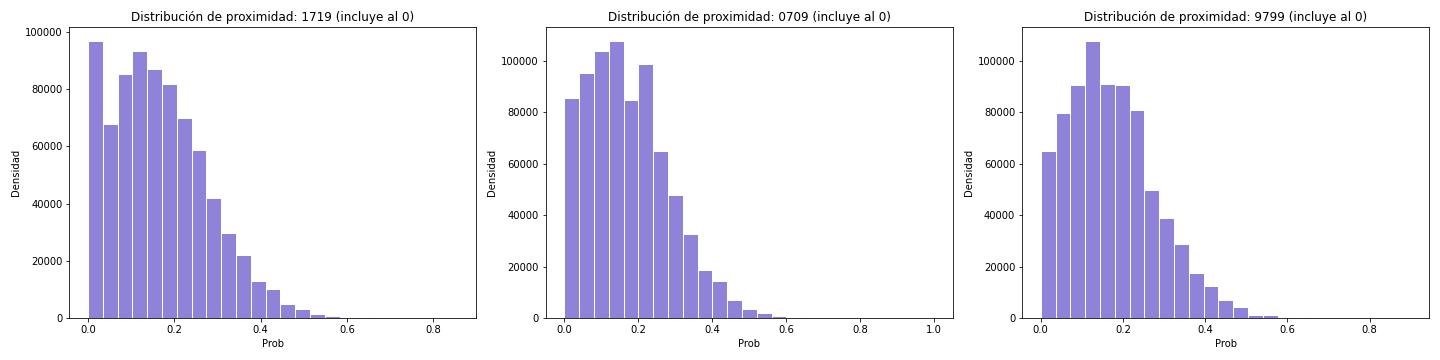 Distribución de proximidad: 1719 (incluye al 0)
100000
80000
60000
40000
20000
0
Densidad
0.0 0.2 0.4 0.6 0.8
Prob
Distribución de proximidad: 0709 (incluye al 0)
100000
80000
60000
40000
20000
0
Densidad
0.0 0.2 0.4 0.6 0.8 1.0
Prob
Distribución de proximidad: 9799 (incluye al 0)
100000
80000
60000
40000
20000
0
Densidad
0.0 0.2 0.4 0.6 0.8
Prob